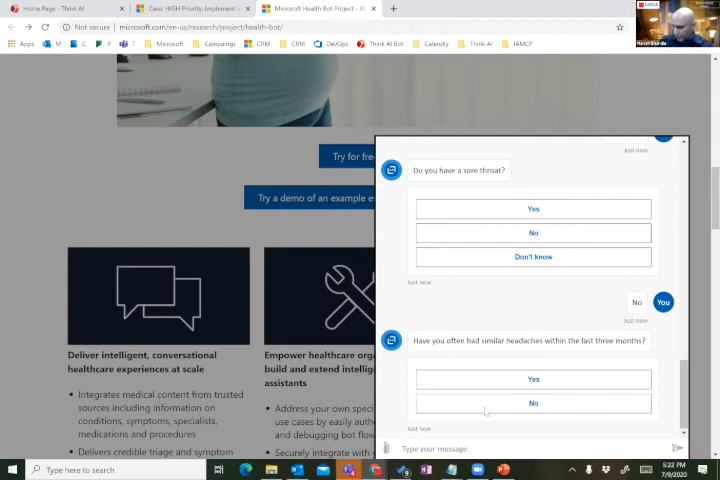 Home Page - Think AI
Case: HIGH Priority: Implement
Microsoft Health Bot Project - AI
Not secure
microsoft.com/en-us/research/project/health-bot/
Apps
M
C
P
T
Microsoft
Campaings
CRM
CRM
DevOps
Think AI Bot
Calendly
Think AI
IAMCP
Manish Bhardia
Try for fre
Try a demo of an example e
Just now
Do you have a sore throat?
Yes
No
Don't know
Just now
No
You
Just now
Have you often had similar headaches within the last three months?
Yes
No
Just now
Type your message
Deliver intelligent, conversational
healthcare experiences at scale
Integrates medical content from trusted
sources including information on
conditions, symptoms, specialists,
medications and procedures
Delivers credible triage and symptom
Empower healthcare orga
build and extend intellige
assistants
Address your own speci
use cases by easily auth
and debugging bot flow
Securely integrate with y
Type here to search
5:22 PM
7/9/2020